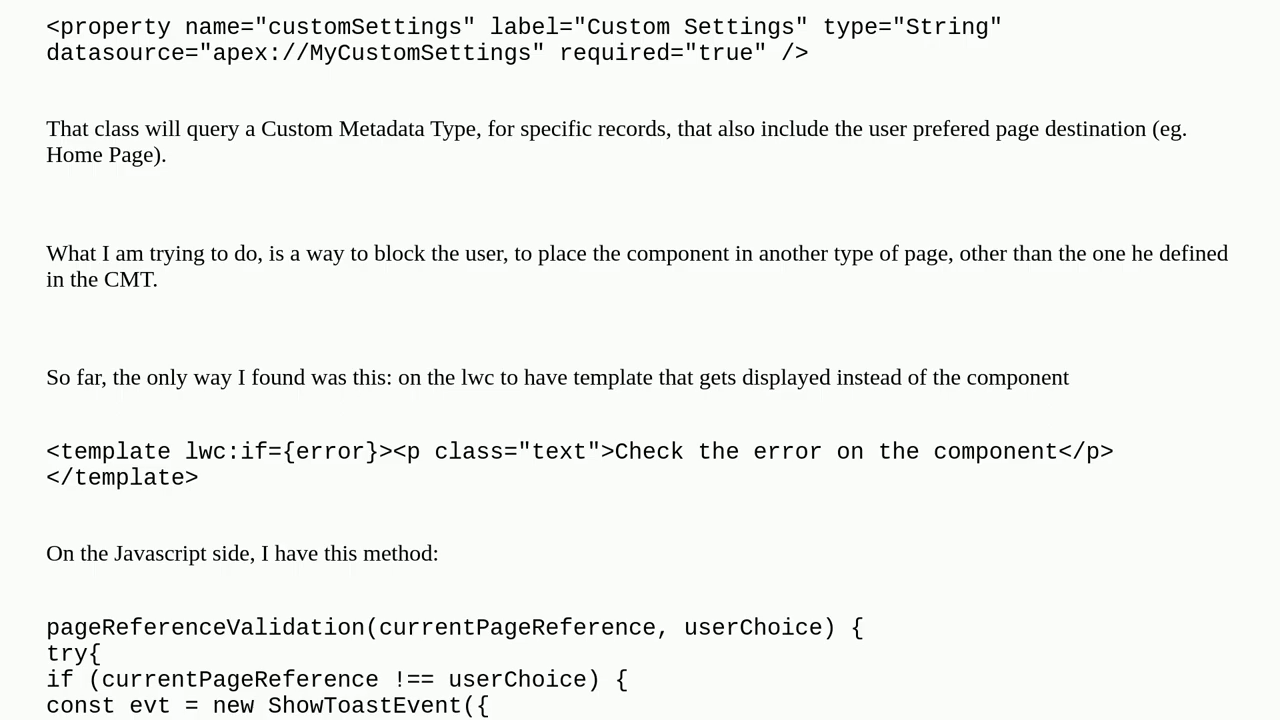 <property name="customSettings" label="Custom Settings" type="String"
datasource="apex://MyCustomSettings" required="true" />
That class will query a Custom Metadata Type, for specific records, that also include the user prefered page destination (eg.
Home Page).
What I am trying to do, is a way to block the user, to place the component in another type of page, other than the one he defined
in the CMT.
So far, the only way I found was this: on the lwc to have template that gets displayed instead of the component
<template lwc:if={error}><p class="text">Check the error on the component</p>
</template>
On the Javascript side, I have this method:
pageReferenceValidation(currentPageReference, userChoice) {
try{
if (currentPageReference !== userChoice) {
const evt = new ShowToastEvent({